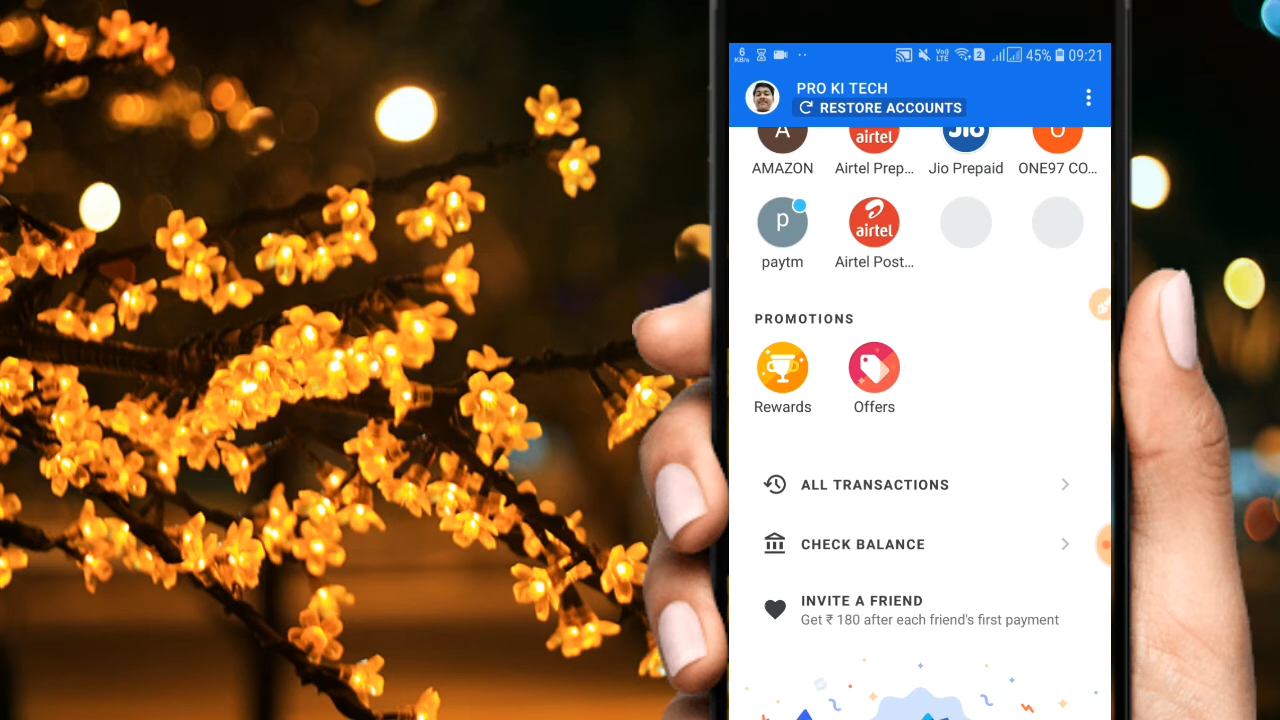 6 KB/s VoLTE 2 45% 09:21
PRO KI TECH
RESTORE ACCOUNTS
A airtel Jio O
AMAZON Airtel Prep... Jio Prepaid ONE97 CO...
p airtel
paytm Airtel Post...
PROMOTIONS
Rewards Offers
ALL TRANSACTIONS
CHECK BALANCE
INVITE A FRIEND
Get ₹ 180 after each friend's first payment